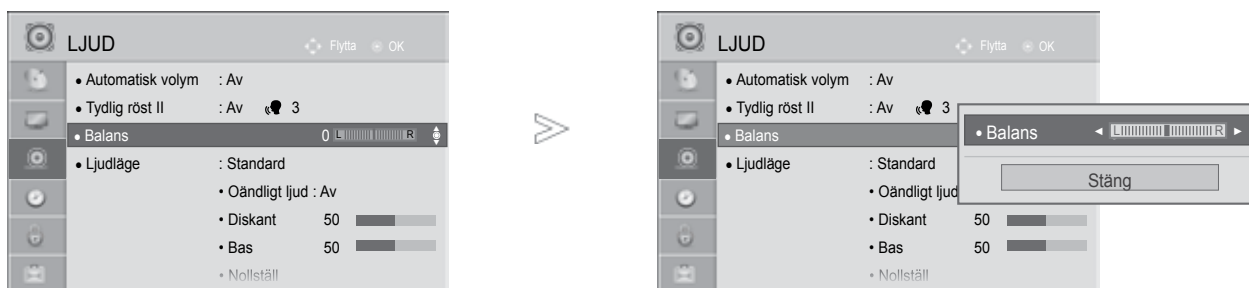 LJUD Flytta OK
• Automatisk volym : Av
• Tydlig röst II : Av 3
• Balans 0 L R
• Ljudläge : Standard
• Oändligt ljud : Av
• Diskant 50
• Bas 50
• Nollställ
LJUD Flytta OK
• Automatisk volym : Av
• Tydlig röst II : Av 3
• Balans
• Ljudläge : Standard
• Oändligt ljud
• Diskant 50
• Bas 50
• Nollställ
• Balans ◄ L R ►
Stäng